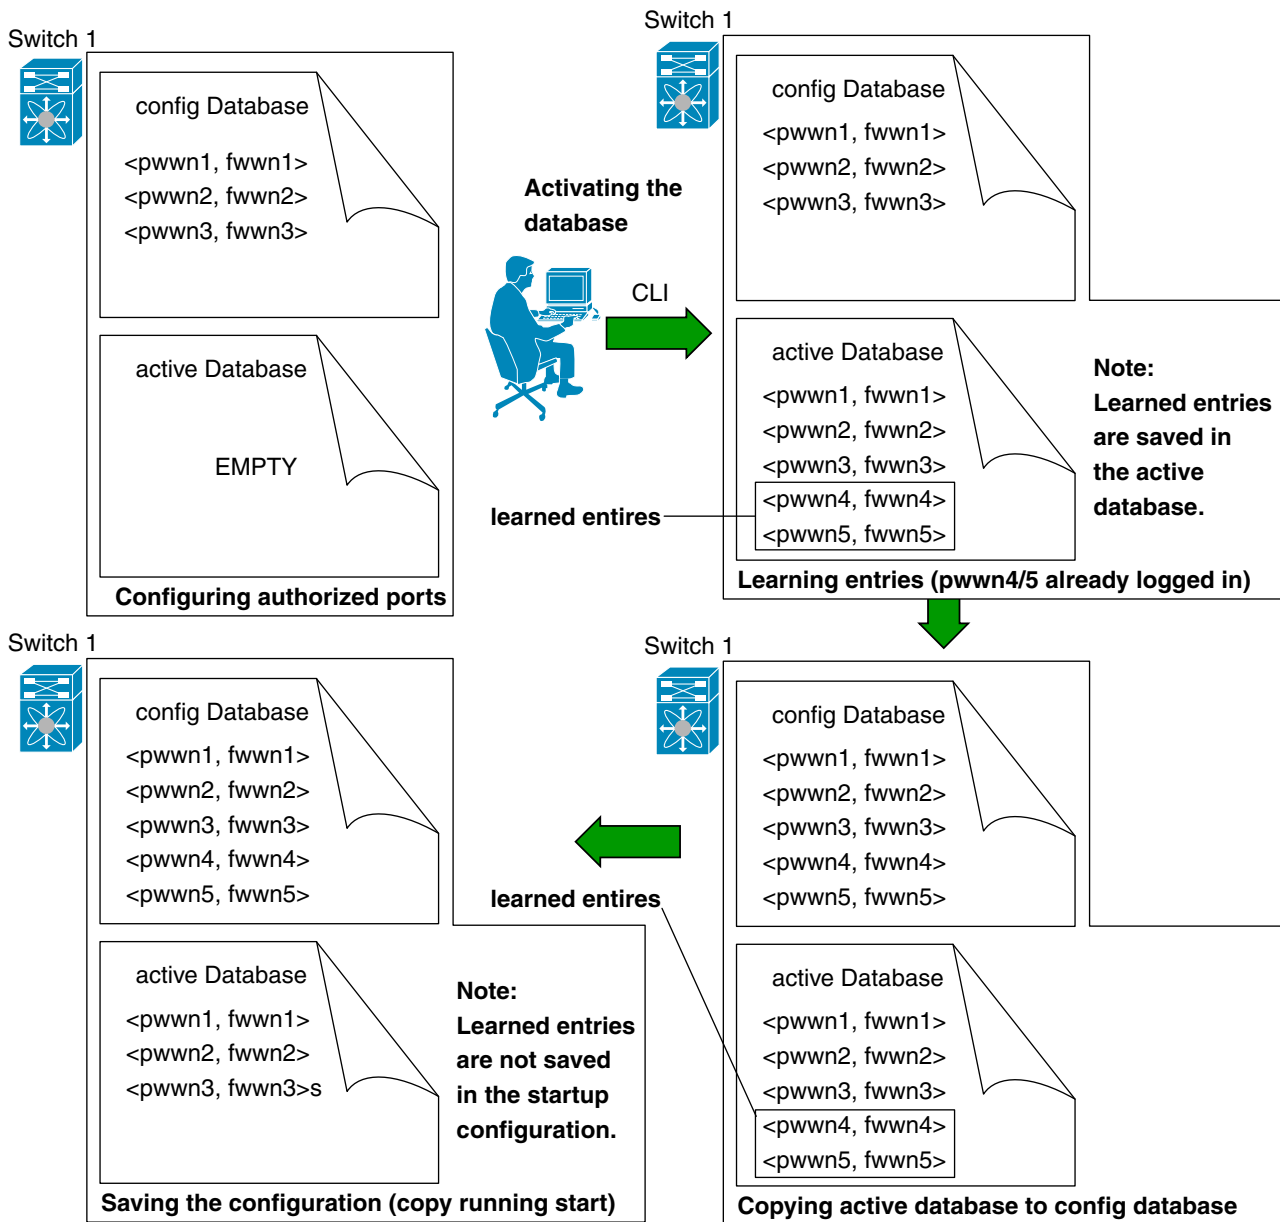 Switch 1
config Database
<pwwn1, fwwn1>
<pwwn2, fwwn2>
<pwwn3, fwwn3>
active Database
EMPTY
Configuring authorized ports
Activating the
database
CLI
Switch 1
config Database
<pwwn1, fwwn1>
<pwwn2, fwwn2>
<pwwn3, fwwn3>
active Database
<pwwn1, fwwn1>
<pwwn2, fwwn2>
<pwwn3, fwwn3>
<pwwn4, fwwn4>
<pwwn5, fwwn5>
learned entires
Note:
Learned entries
are saved in
the active
database.
Learning entries (pwwn4/5 already logged in)
Switch 1
config Database
<pwwn1, fwwn1>
<pwwn2, fwwn2>
<pwwn3, fwwn3>
<pwwn4, fwwn4>
<pwwn5, fwwn5>
active Database
<pwwn1, fwwn1>
<pwwn2, fwwn2>
<pwwn3, fwwn3>s
Note:
Learned entries
are not saved
in the startup
configuration.
Saving the configuration (copy running start)
learned entires
Switch 1
config Database
<pwwn1, fwwn1>
<pwwn2, fwwn2>
<pwwn3, fwwn3>
<pwwn4, fwwn4>
<pwwn5, fwwn5>
active Database
<pwwn1, fwwn1>
<pwwn2, fwwn2>
<pwwn3, fwwn3>
<pwwn4, fwwn4>
<pwwn5, fwwn5>
Copying active database to config database